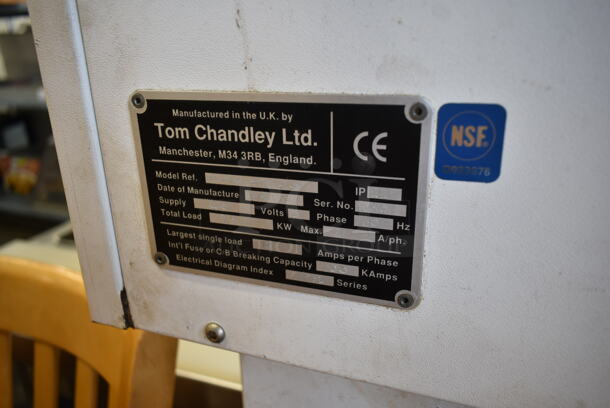 Manufactured in the U.K. by
Tom Chandley Ltd.
Manchester, M34 3RB, England.
CE
Model Ref. IP
Date of Manufacture Ser. No.
Supply Volts Phase Hz
Total Load KW Max. A/ph.
Largest single load Amps per Phase
Int'l Fuse or C/B Breaking Capacity KAmps
Electrical Diagram Index Series
NSF